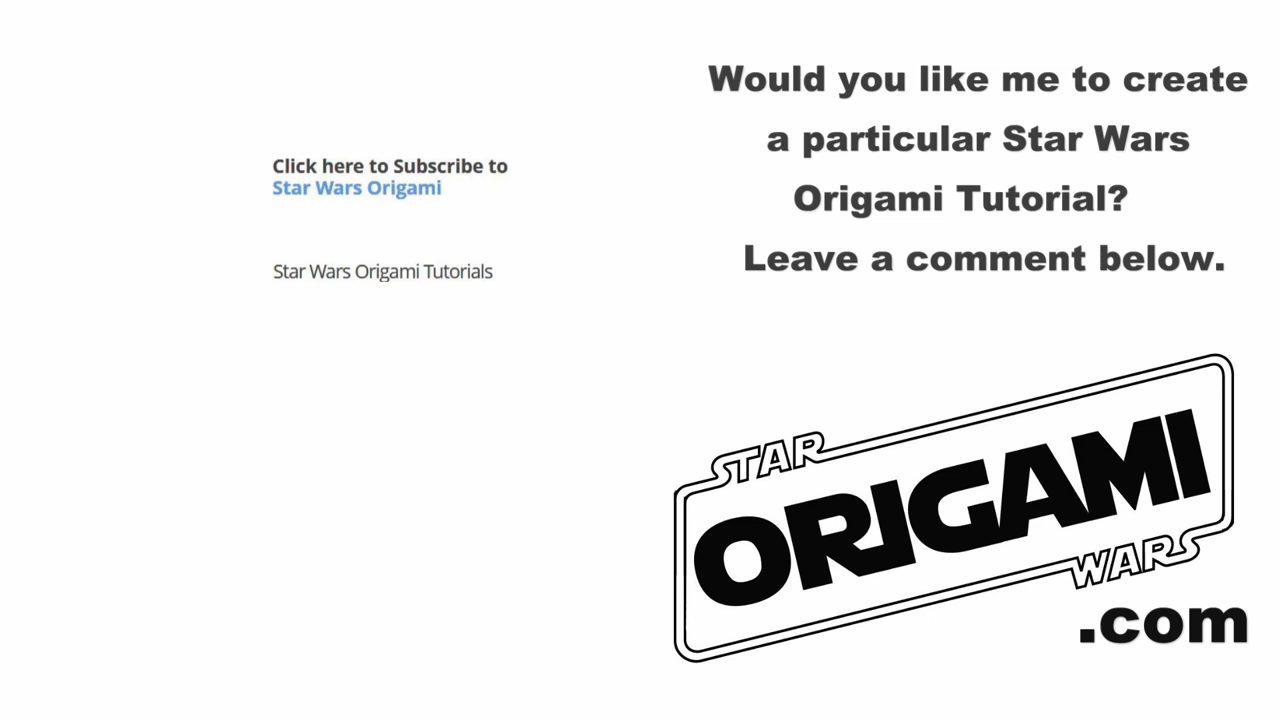 Click here to Subscribe to
Star Wars Origami
Star Wars Origami Tutorials
Would you like me to create
a particular Star Wars
Origami Tutorial?
Leave a comment below.
STAR
ORIGAMI
WARS
.com